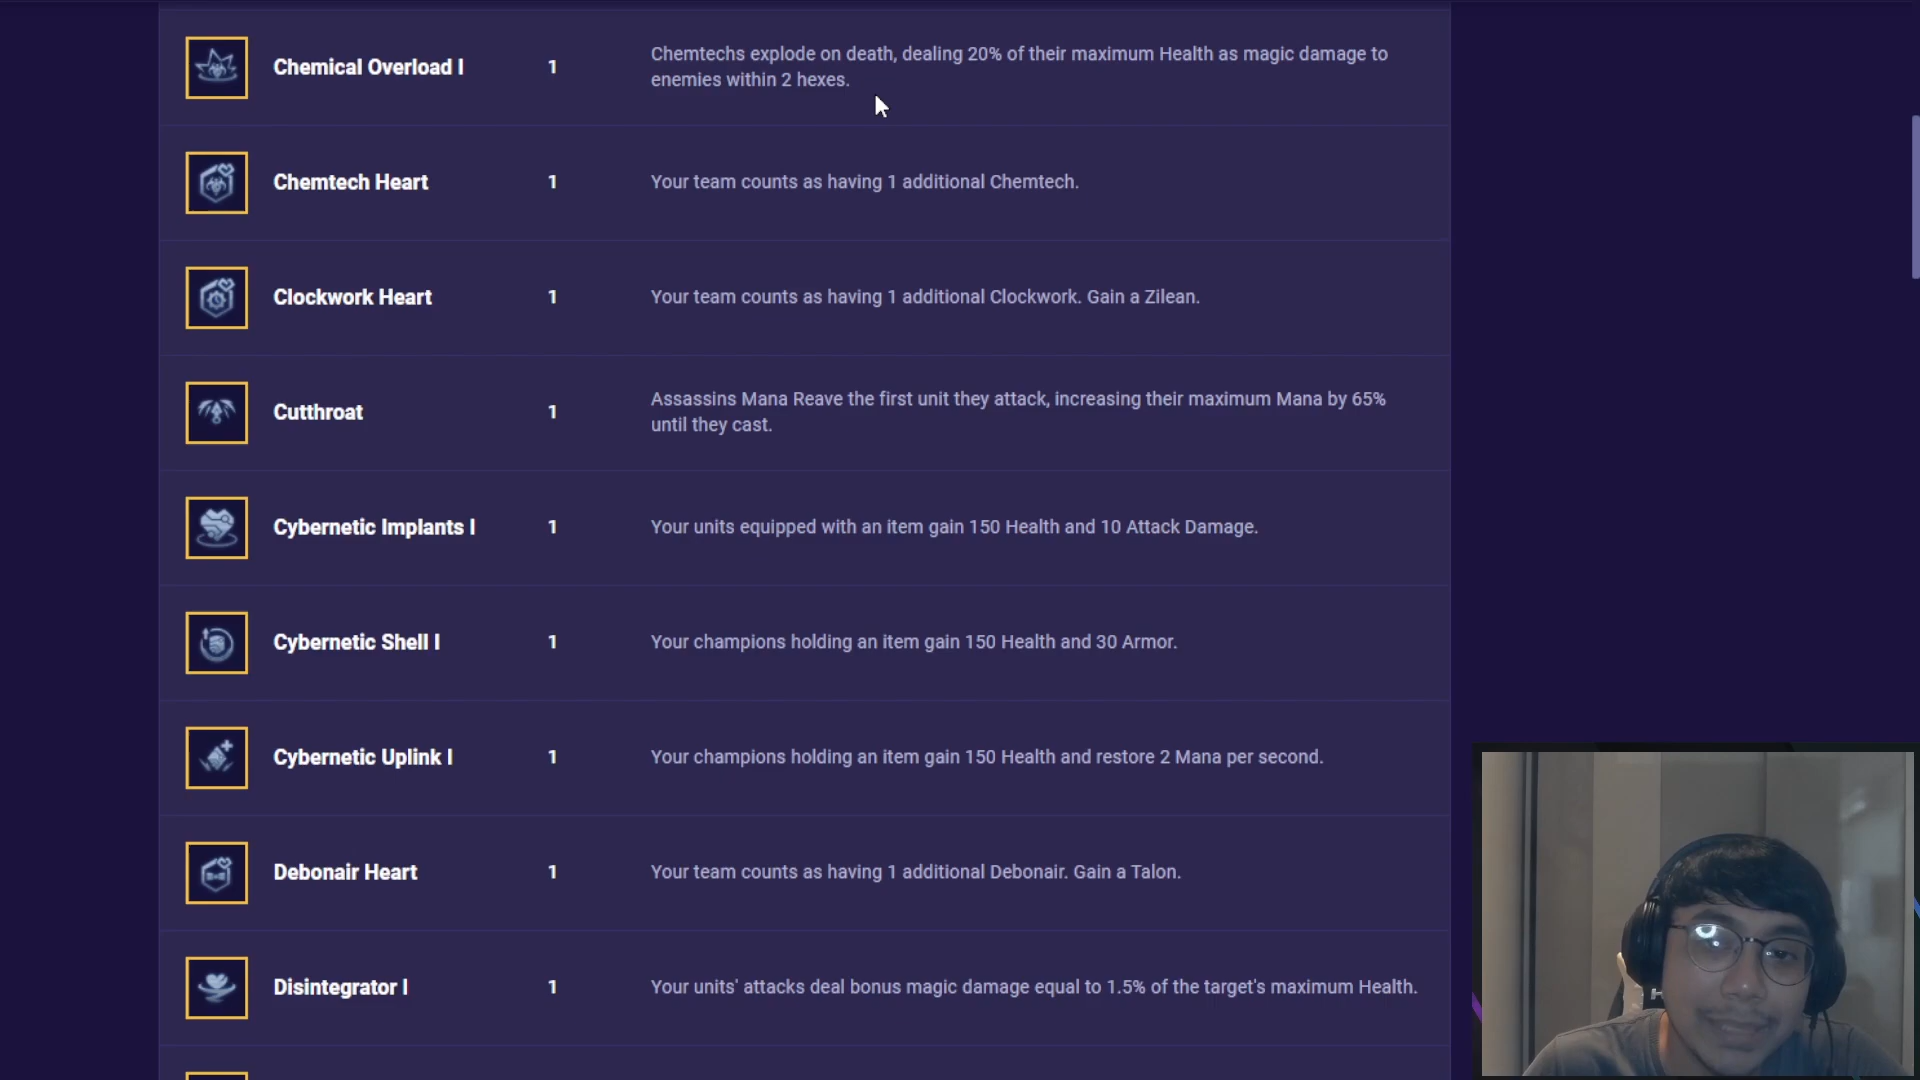 Chemical Overload I
1
Chemtechs explode on death, dealing 20% of their maximum Health as magic damage to
enemies within 2 hexes.
Chemtech Heart
1
Your team counts as having 1 additional Chemtech.
Clockwork Heart
1
Your team counts as having 1 additional Clockwork. Gain a Zilean.
Cutthroat
1
Assassins Mana Reave the first unit they attack, increasing their maximum Mana by 65%
until they cast.
Cybernetic Implants I
1
Your units equipped with an item gain 150 Health and 10 Attack Damage.
Cybernetic Shell I
1
Your champions holding an item gain 150 Health and 30 Armor.
Cybernetic Uplink I
1
Your champions holding an item gain 150 Health and restore 2 Mana per second.
Debonair Heart
1
Your team counts as having 1 additional Debonair. Gain a Talon.
Disintegrator I
1
Your units' attacks deal bonus magic damage equal to 1.5% of the target's maximum Health.